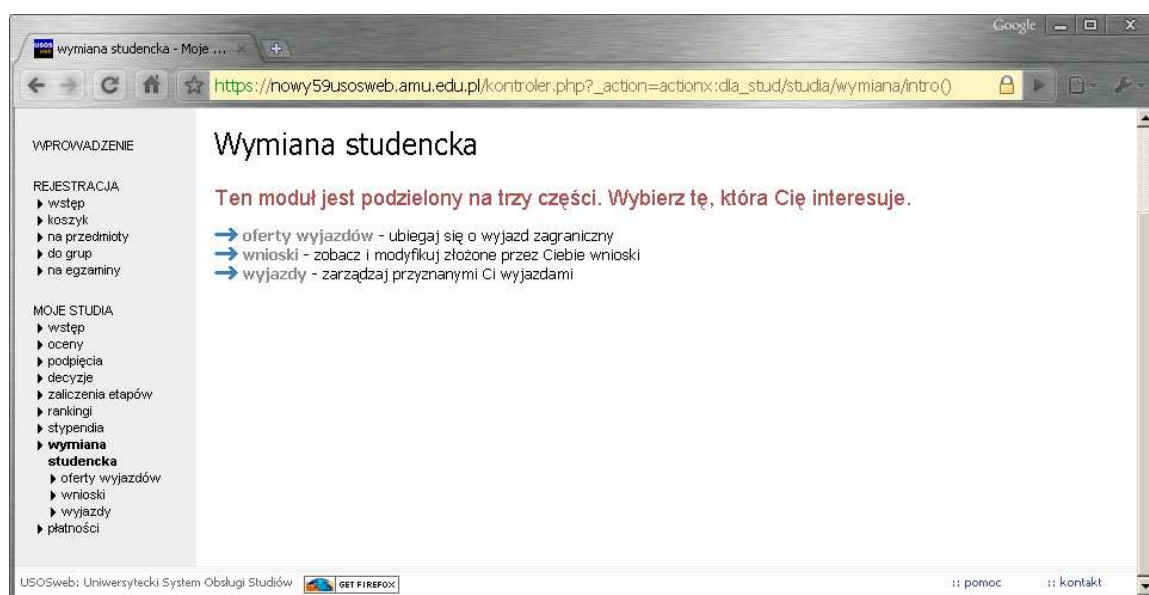 Google
wymiana studencka - Moje ...
https://nowy59usosweb.amu.edu.pl/kontroler.php?_action=actionx:dla_stud/studia/wymiana/intro()
WPROWADZENIE
REJESTRACJA
wstęp
koszyk
na przedmioty
do grup
na egzaminy
MOJE STUDIA
wstęp
oceny
podpięcia
decyzje
zaliczenia etapów
rankingi
stypendia
wymiana
studencka
oferty wyjazdów
wnioski
wyjazdy
płatności
Wymiana studencka
Ten moduł jest podzielony na trzy części. Wybierz tę, która Cię interesuje.
oferty wyjazdów - ubiegaj się o wyjazd zagraniczny
wnioski - zobacz i modyfikuj złożone przez Ciebie wnioski
wyjazdy - zarządzaj przyznanymi Ci wyjazdami
USOSweb: Uniwersytecki System Obsługi Studiów GET FIREFOX :: pomoc :: kontakt